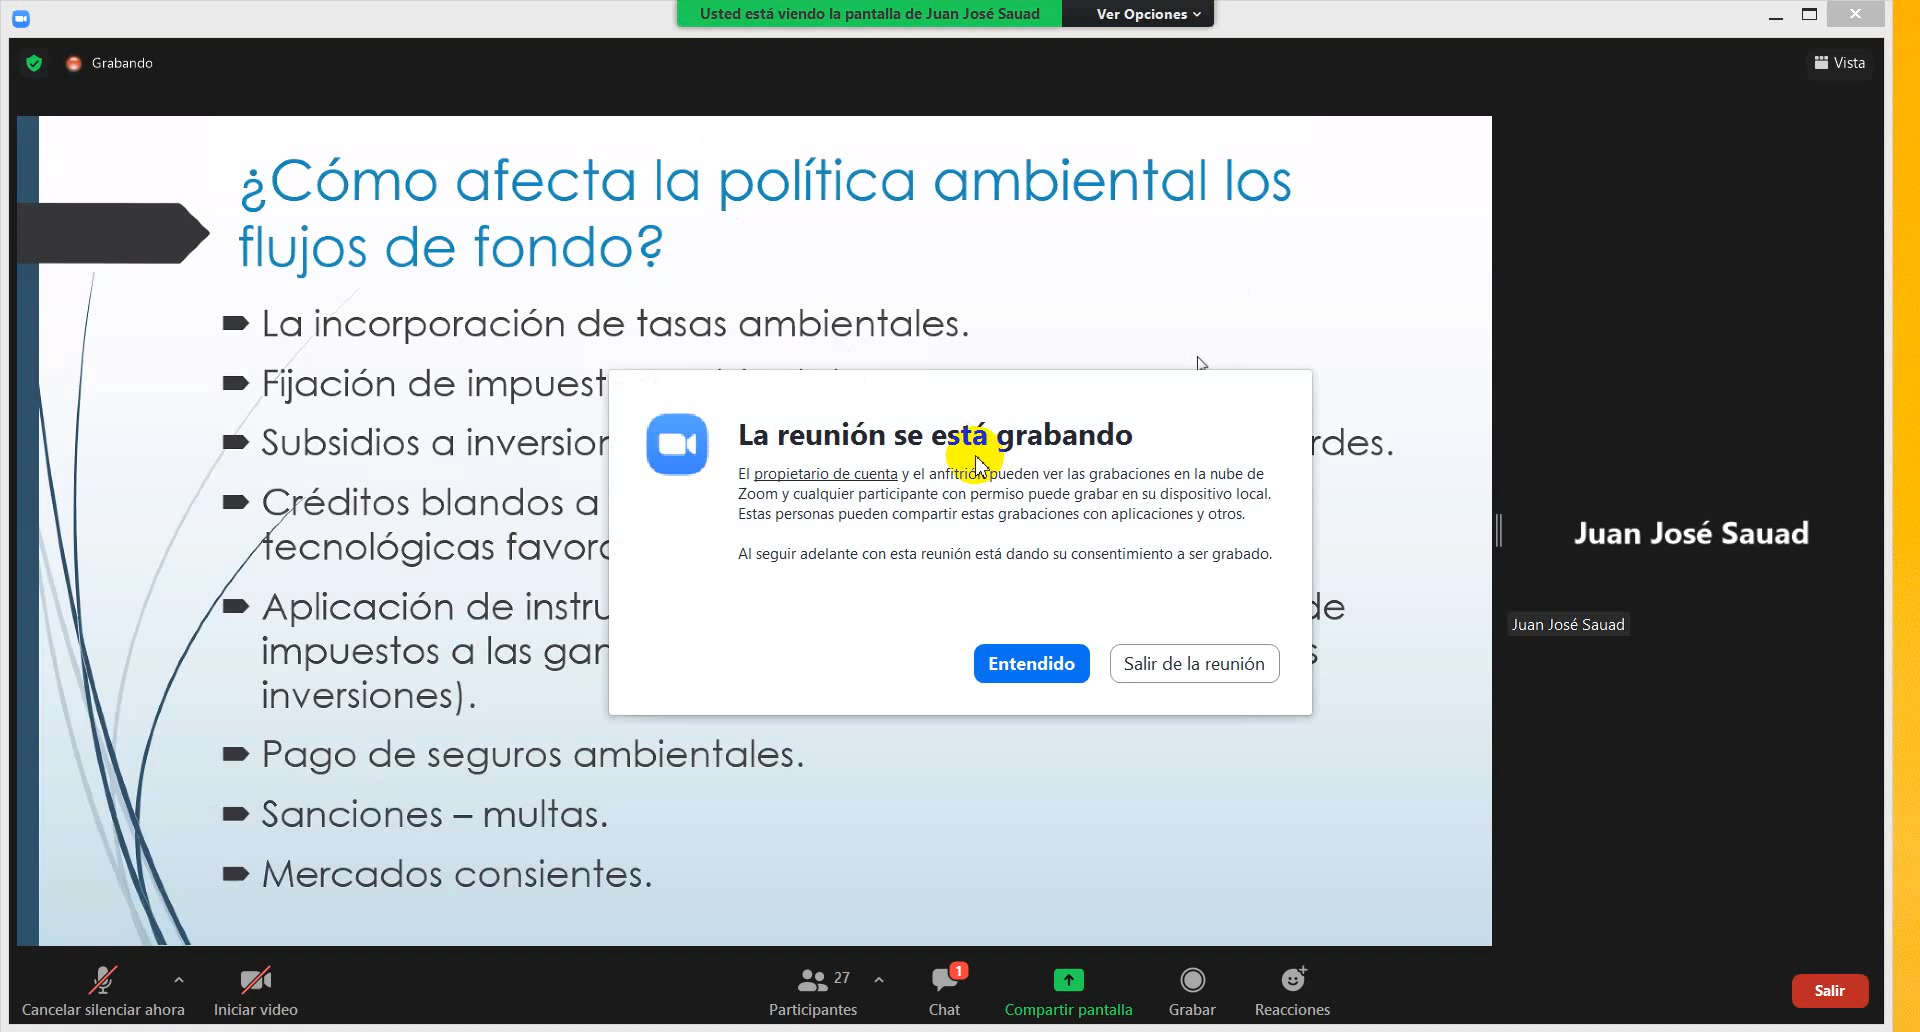 Usted está viendo la pantalla de Juan José Sauad
Ver Opciones
Grabando
Vista
¿Cómo afecta la política ambiental los
flujos de fondo?
La incorporación de tasas ambientales.
Fijación de
Subsidios a
Créditos blandos a
tecnológicas
Aplicación de
de
impuestos a las
inversiones).
Pago de seguros ambientales.
Sanciones – multas.
Mercados consientes.
La reunión se está grabando
El propietario de cuenta y el anfitrión pueden ver las grabaciones en la nube de
Zoom y cualquier participante con permiso puede grabar en su dispositivo local.
Estas personas pueden compartir estas grabaciones con aplicaciones y otros.
Al seguir adelante con esta reunión está dando su consentimiento a ser grabado.
Entendido
Salir de la reunión
Juan José Sauad
Juan José Sauad
Cancelar silenciar ahora
Iniciar video
27
Participantes
1
Chat
Compartir pantalla
Grabar
Reacciones
Salir